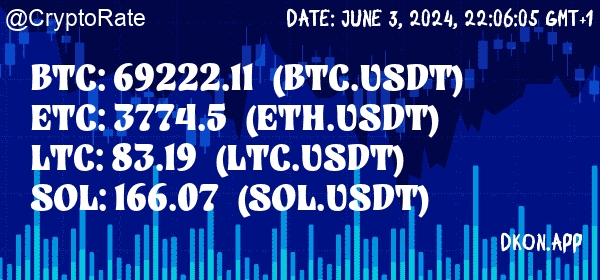 @CryptoRate
DATE: JUNE 3, 2024, 22:06:05 GMT+1
BTC: 69222.11 (BTC.USDT)
ETC: 3774.5 (ETH.USDT)
LTC: 83.19 (LTC.USDT)
SOL: 166.07 (SOL.USDT)
DKON.APP